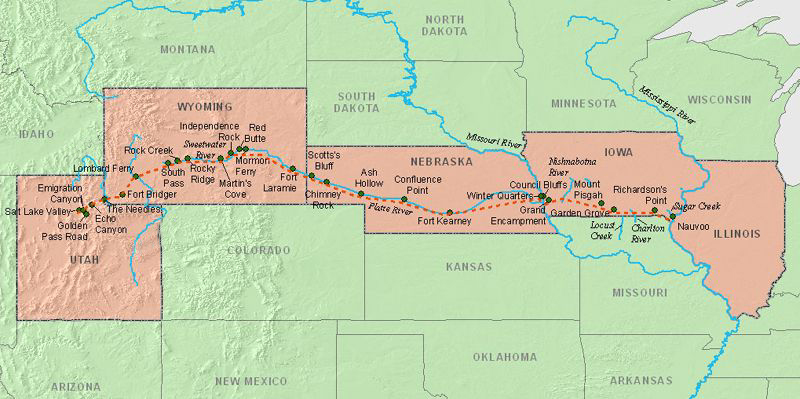 NORTH
DAKOTA
MONTANA
WYOMING
SOUTH
DAKOTA
MINNESOTA
Mississippi River
WISCONSIN
IDAHO
Independence
Rock
Red
Butte
Rock Creek
Sweetwater
River
Missouri River
IOWA
Lombard Ferry
South
Pass
Rocky
Ridge
Martin's
Cove
Mormon
Ferry
Fort
Laramie
Scotts's
Bluff
NEBRASKA
Nishnabotna
River
Emigration
Canyon
Fort Bridger
Chimney
Rock
Ash
Hollow
Confluence
Point
Council Bluffs
Winter Quarters
Mount
Pisgah
Richardson's
Point
Salt Lake Valley
The Needles
Echo
Canyon
Golden
Pass Road
Platte River
Fort Kearney
Grand
Encampment
Garden Grove
Locust
Creek
Chariton
River
Sugar Creek
Nauvoo
ILLINOIS
UTAH
COLORADO
KANSAS
MISSOURI
ARIZONA
NEW MEXICO
OKLAHOMA
ARKANSAS